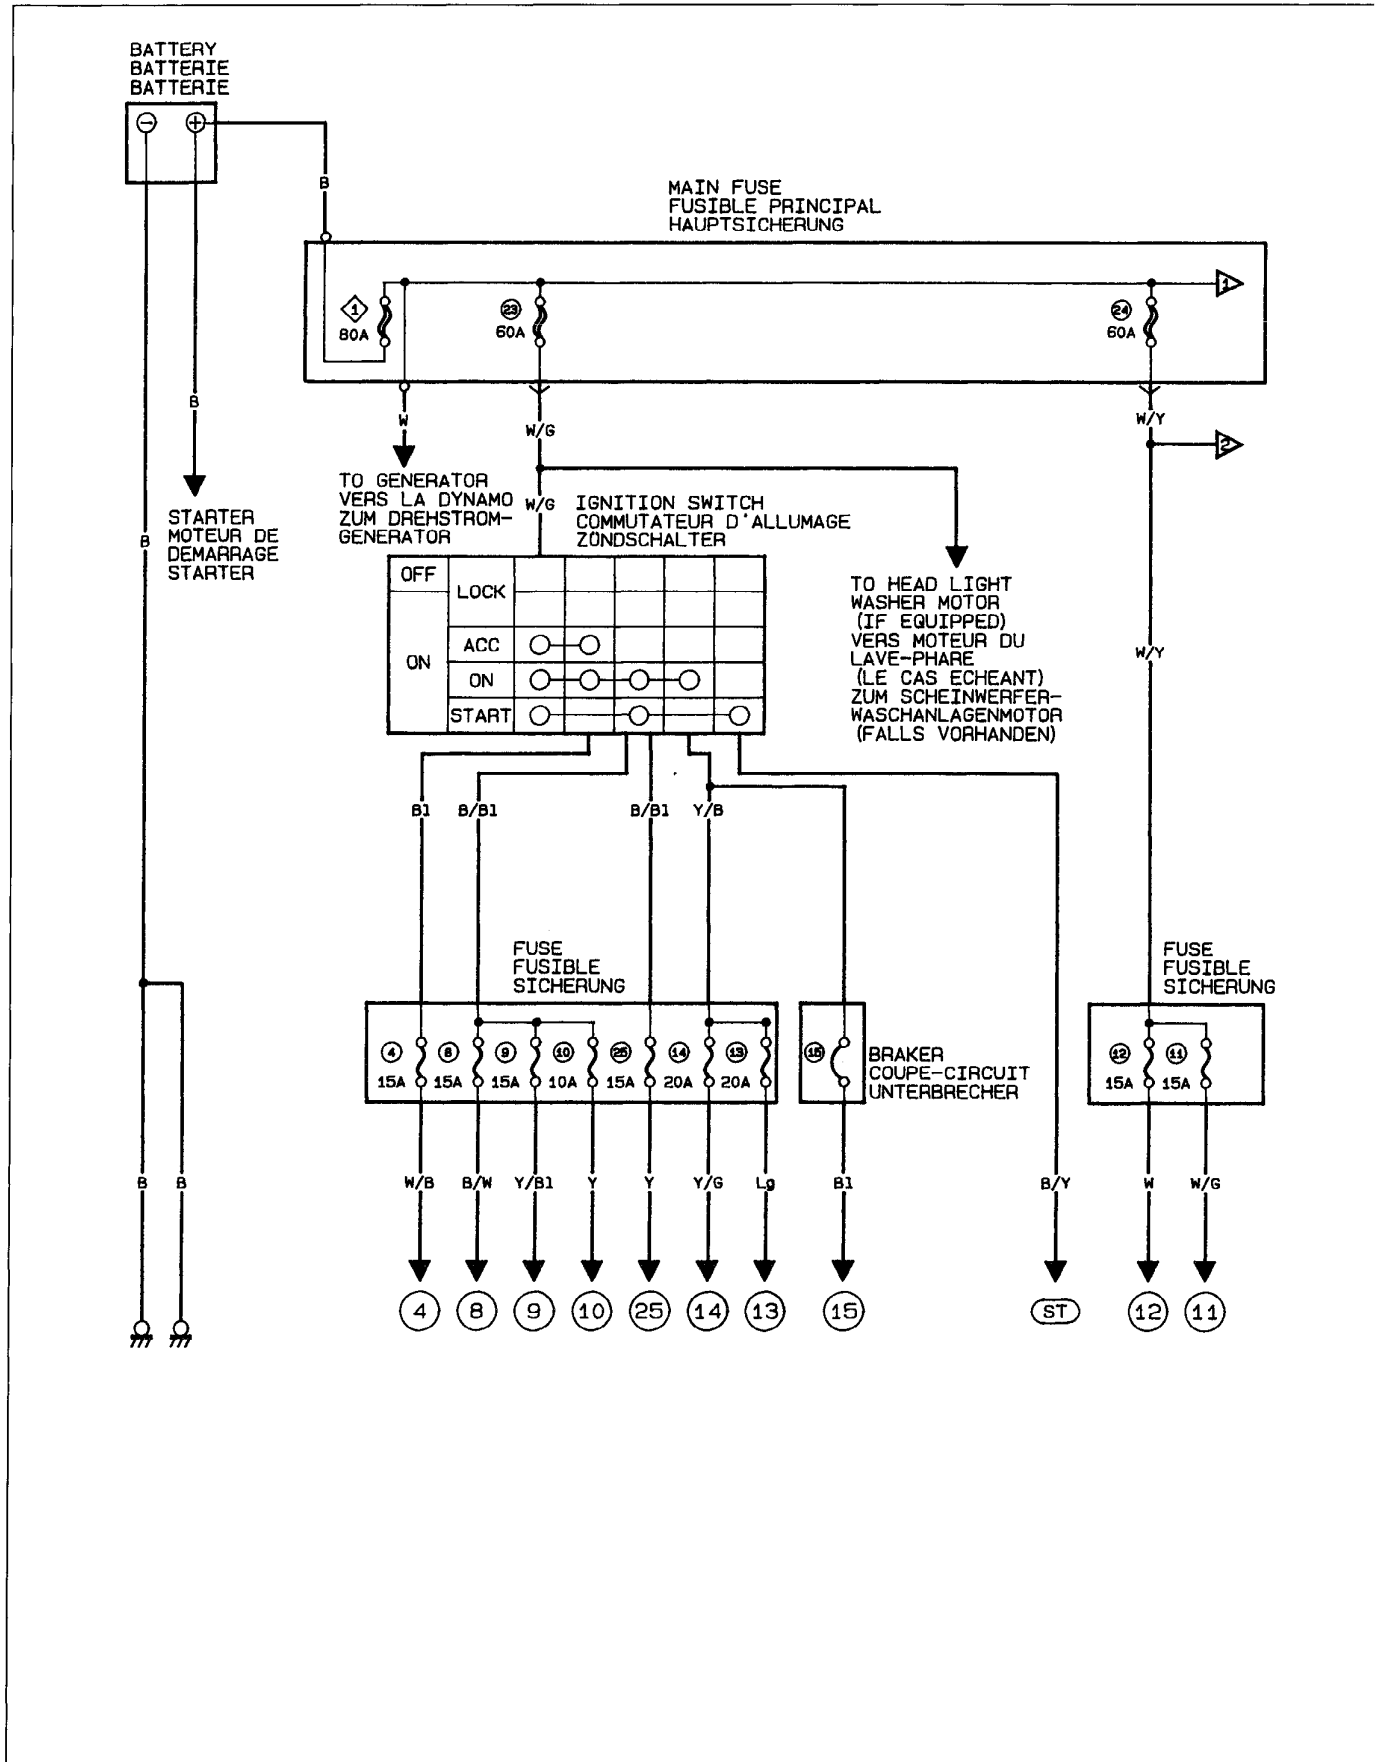 BATTERY
BATTERIE
BATTERIE
− +
B
MAIN FUSE
FUSIBLE PRINCIPAL
HAUPTSICHERUNG
1
80A
23
60A
24
60A
1
B
W
W/G
W/Y
2
TO GENERATOR
VERS LA DYNAMO
ZUM DREHSTROM-
GENERATOR
W/G
IGNITION SWITCH
COMMUTATEUR D'ALLUMAGE
ZÜNDSCHALTER
STARTER
MOTEUR DE
DEMARRAGE
STARTER
B
OFF
LOCK
ON
ACC
ON
START
TO HEAD LIGHT
WASHER MOTOR
(IF EQUIPPED)
VERS MOTEUR DU
LAVE-PHARE
(LE CAS ECHEANT)
ZUM SCHEINWERFER-
WASCHANLAGENMOTOR
(FALLS VORHANDEN)
W/Y
Bl B/Bl B/Bl Y/B
FUSE
FUSIBLE
SICHERUNG
FUSE
FUSIBLE
SICHERUNG
4 8 9 10 25 14 13 15
15A 15A 15A 10A 15A 20A 20A
BRAKER
COUPE-CIRCUIT
UNTERBRECHER
12 11
15A 15A
B B W/B B/W Y/Bl Y Y Y/G Lg Bl B/Y W W/G
4 8 9 10 25 14 13 15 ST 12 11